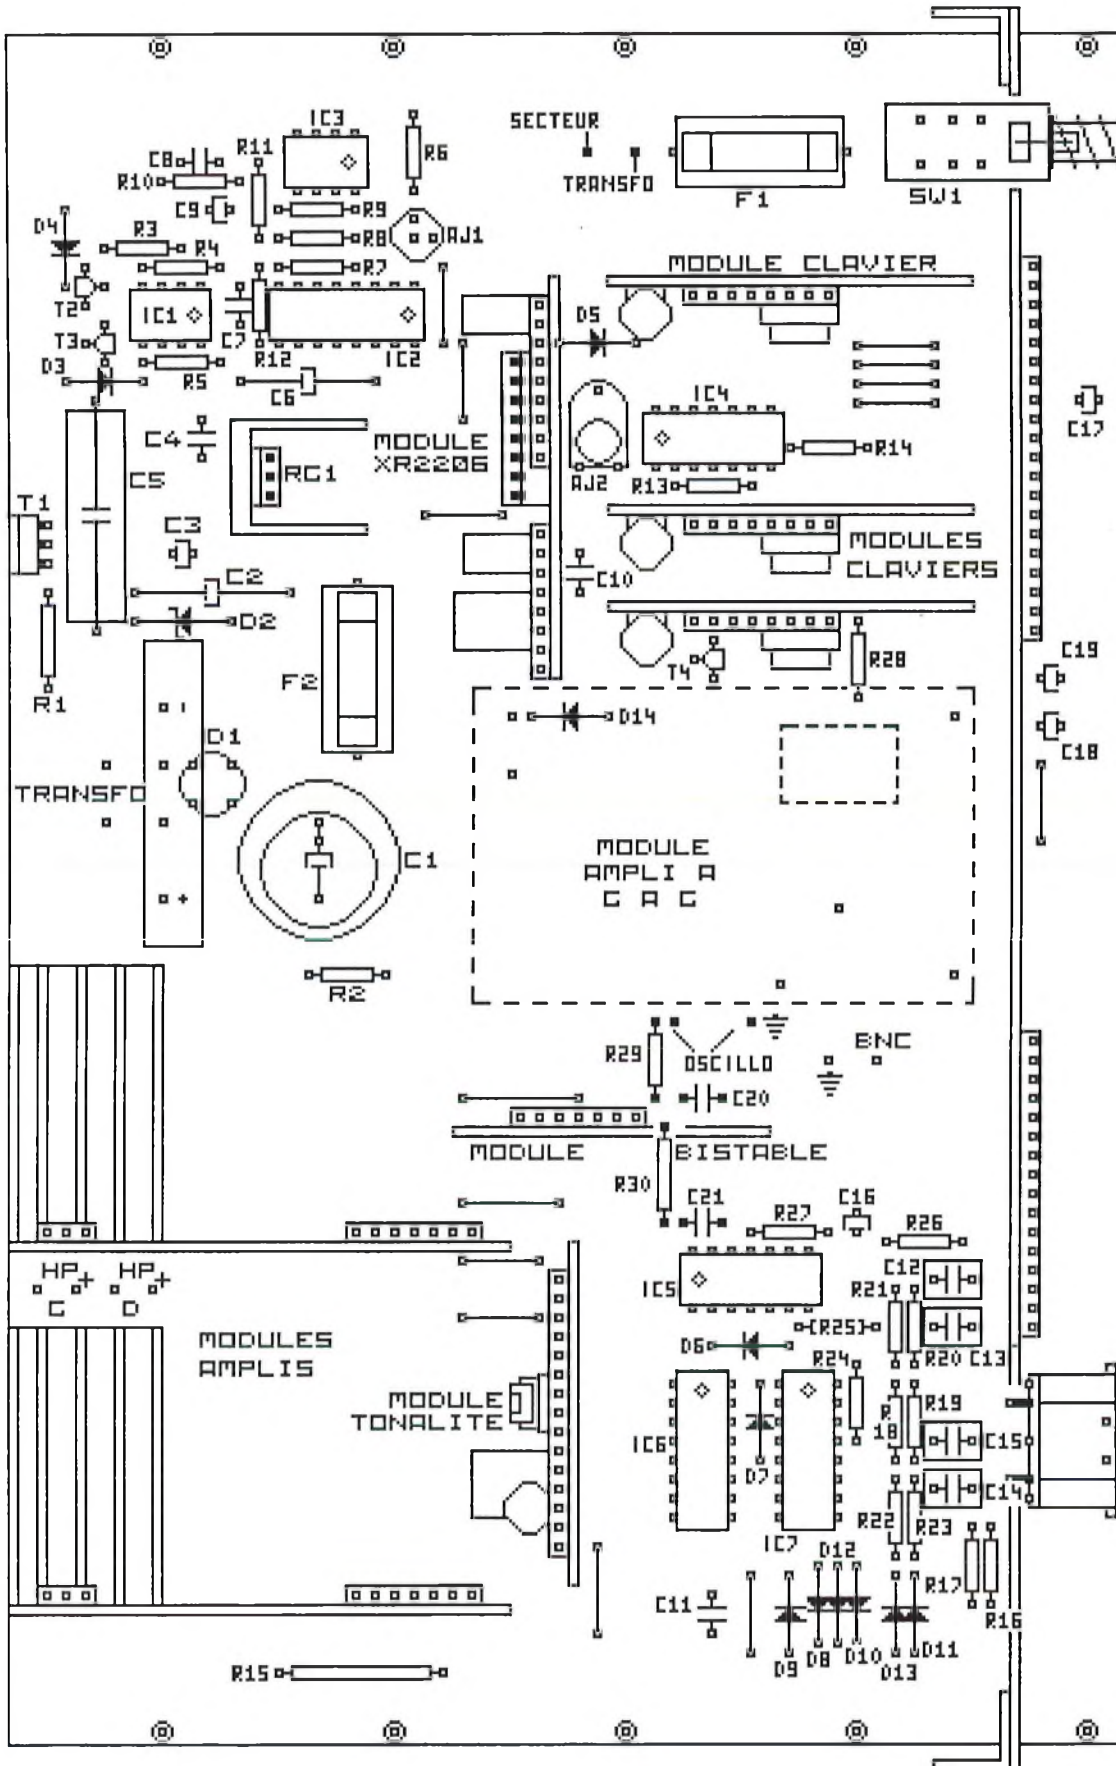 IC3
SECTEUR
R11
R6
C8
R10
TRANSFO
F1
SW1
C9
R9
D4
R3
R8
AJ1
R4
R7
MODULE CLAVIER
T2
IC1
C7
D5
T3
R12
IC2
D3
R5
C6
IC4
C17
C4
MODULE
XR2206
R14
C5
RG1
AJ2
R13
T1
C3
MODULES
CLAVIERS
C2
C10
D2
R28
C19
R1
F2
T4
-
D14
D1
C18
TRANSFO
C1
MODULE
AMPLI A
G A G
+
R2
BNC
R29
OSCILLO
C20
MODULE BISTABLE
R30
C21
R27
C16
R26
HP+
HP+
G
D
C12
IC5
R21
R25
MODULES
AMPLIS
D6
R24
R20
C13
MODULE
TONALITE
R
18
R19
IC6
C15
D7
C14
R22
R23
IC7
D12
R17
C11
R16
D9
D8
D10
D13
D11
R15